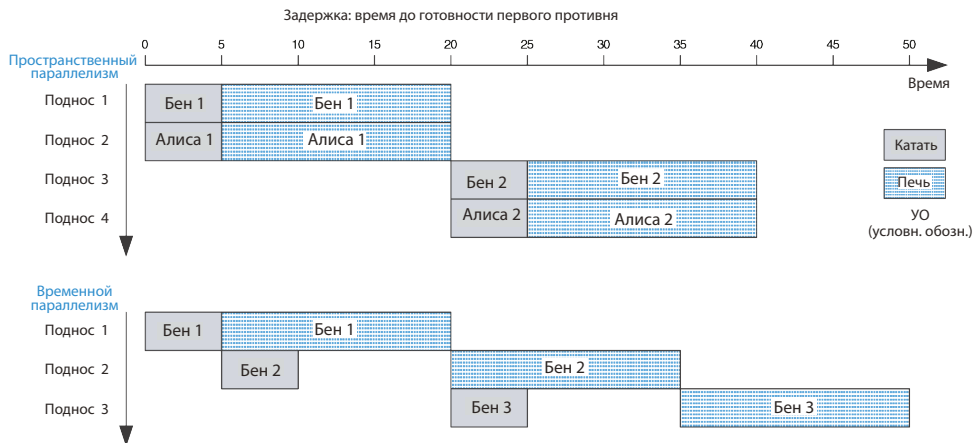 Задержка: время до готовности первого противня
0 5 10 15 20 25 30 35 40 45 50
Время
Пространственный
параллелизм
Поднос 1 Бен 1 Бен 1
Поднос 2 Алиса 1 Алиса 1
Поднос 3 Бен 2 Бен 2
Поднос 4 Алиса 2 Алиса 2
Катать
Печь
УО
(условн. обозн.)
Временной
параллелизм
Поднос 1 Бен 1 Бен 1
Поднос 2 Бен 2 Бен 2
Поднос 3 Бен 3 Бен 3